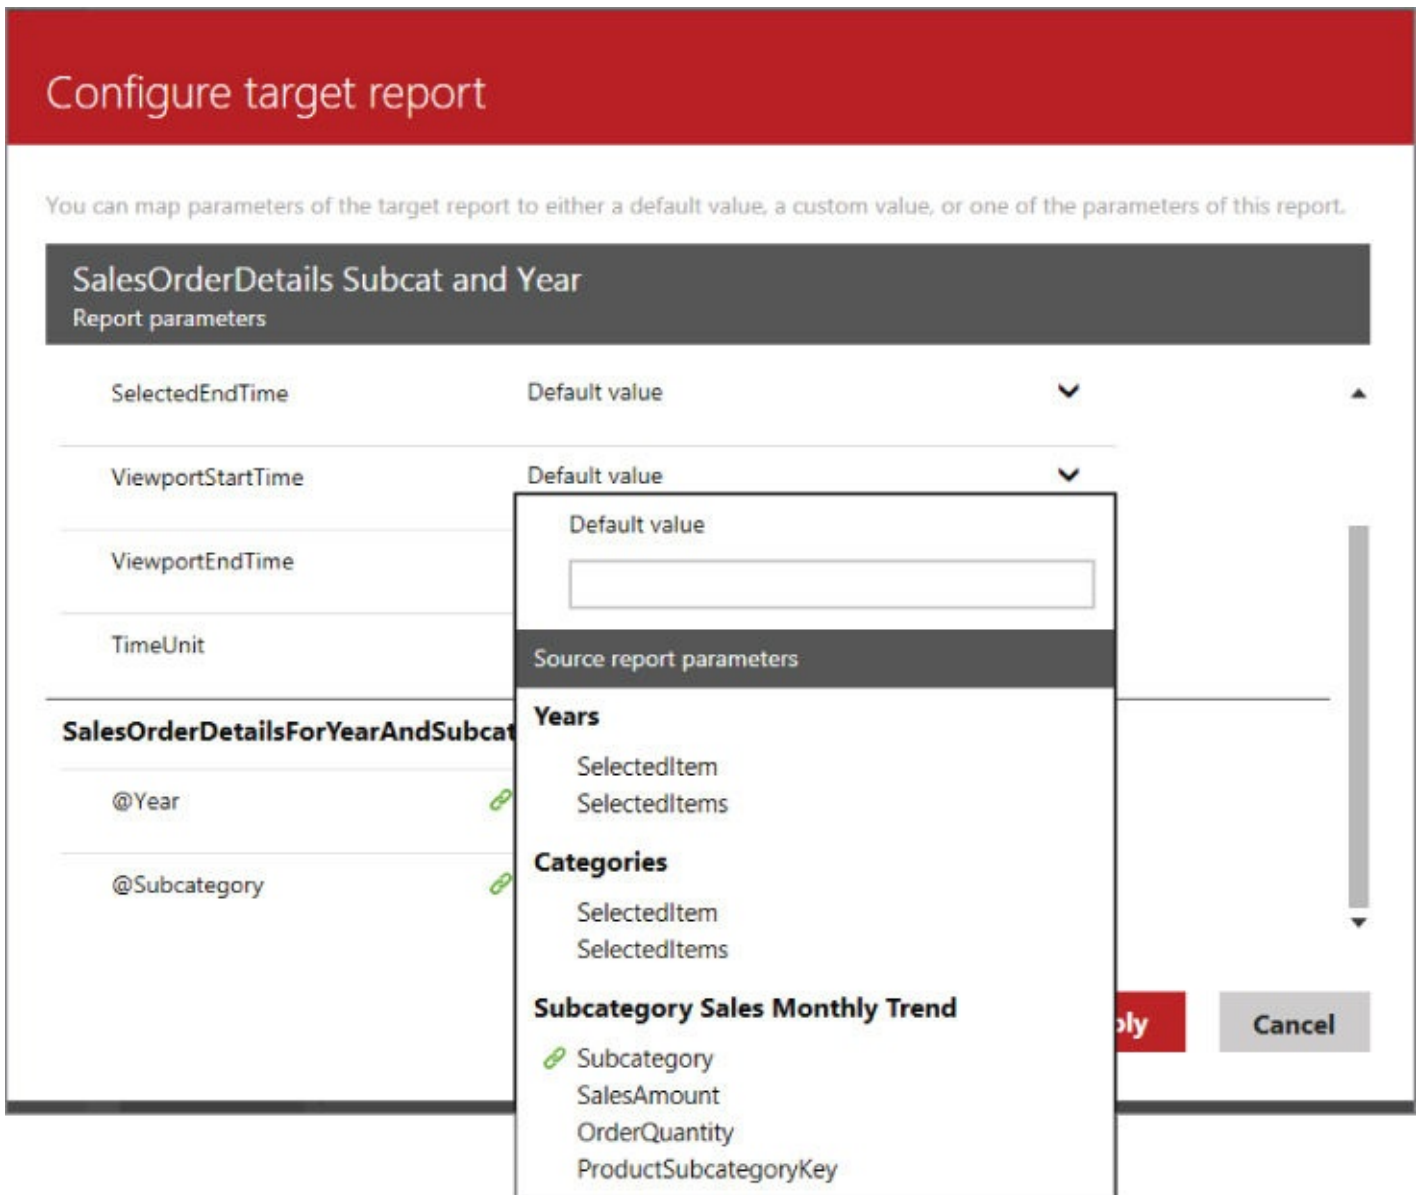 Configure target report
You can map parameters of the target report to either a default value, a custom value, or one of the parameters of this report.
SalesOrderDetails Subcat and Year
Report parameters
SelectedEndTime Default value
ViewportStartTime Default value
Default value
ViewportEndTime
TimeUnit
Source report parameters
Years
SalesOrderDetailsForYearAndSubcat
SelectedItem
@Year
SelectedItems
Categories
@Subcategory
SelectedItem
SelectedItems
Subcategory Sales Monthly Trend
ply Cancel
Subcategory
SalesAmount
OrderQuantity
ProductSubcategoryKey